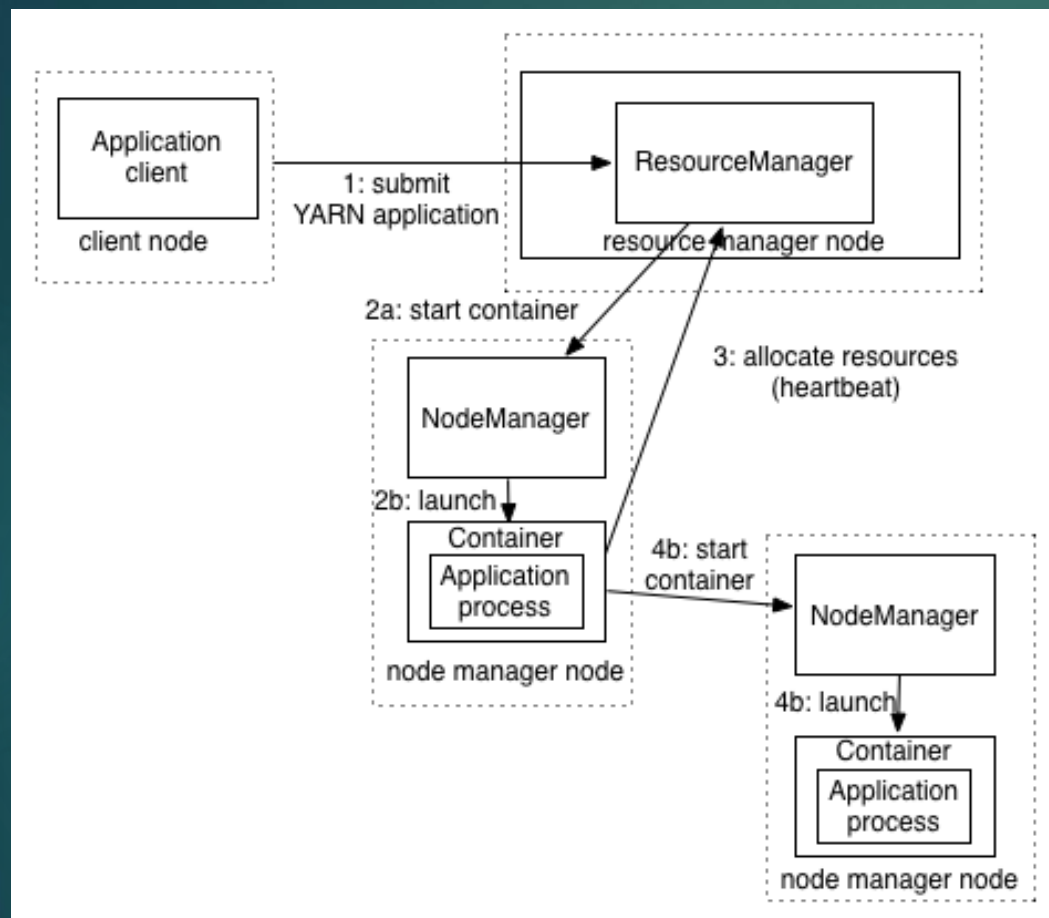 Application
client
client node
1: submit
YARN application
ResourceManager
resource manager node
2a: start container
3: allocate resources
(heartbeat)
NodeManager
2b: launch
Container
Application
process
node manager node
4b: start
container
NodeManager
4b: launch
Container
Application
process
node manager node